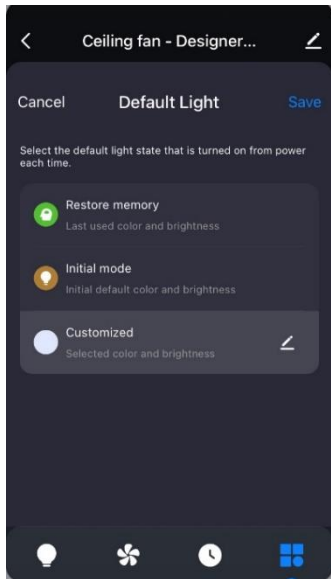 Ceiling fan - Designer...
Cancel
Default Light
Save
Select the default light state that is turned on from power
each time.
Restore memory
Last used color and brightness
Initial mode
Initial default color and brightness
Customized
Selected color and brightness